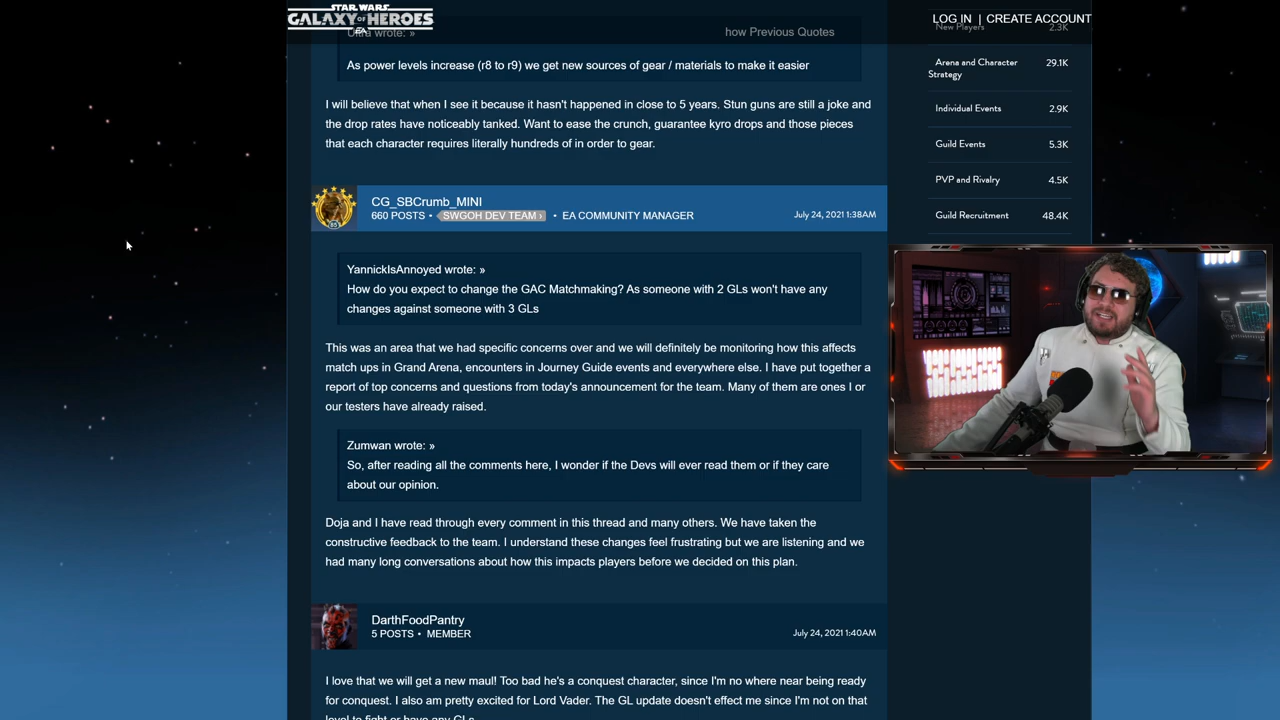 STAR WARS
GALAXY OF HEROES
EA
LOG IN | CREATE ACCOUNT
Ultra wrote: »
how Previous Quotes
As power levels increase (r8 to r9) we get new sources of gear / materials to make it easier
I will believe that when I see it because it hasn't happened in close to 5 years. Stun guns are still a joke and
the drop rates have noticeably tanked. Want to ease the crunch, guarantee kyro drops and those pieces
that each character requires literally hundreds of in order to gear.
CG_SBCrumb_MINI
660 POSTS • SWGOH DEV TEAM › • EA COMMUNITY MANAGER
July 24, 2021 1:38AM
85
YannickIsAnnoyed wrote: »
How do you expect to change the GAC Matchmaking? As someone with 2 GLs won't have any
changes against someone with 3 GLs
This was an area that we had specific concerns over and we will definitely be monitoring how this affects
match ups in Grand Arena, encounters in Journey Guide events and everywhere else. I have put together a
report of top concerns and questions from today's announcement for the team. Many of them are ones I or
our testers have already raised.
Zumwan wrote: »
So, after reading all the comments here, I wonder if the Devs will ever read them or if they care
about our opinion.
Doja and I have read through every comment in this thread and many others. We have taken the
constructive feedback to the team. I understand these changes feel frustrating but we are listening and we
had many long conversations about how this impacts players before we decided on this plan.
DarthFoodPantry
5 POSTS • MEMBER
July 24, 2021 1:40AM
I love that we will get a new maul! Too bad he's a conquest character, since I'm no where near being ready
for conquest. I also am pretty excited for Lord Vader. The GL update doesn't effect me since I'm not on that
level to fight or have any GLs
New Players 2.3K
Arena and Character
Strategy
29.1K
Individual Events 2.9K
Guild Events 5.3K
PVP and Rivalry 4.5K
Guild Recruitment 48.4K